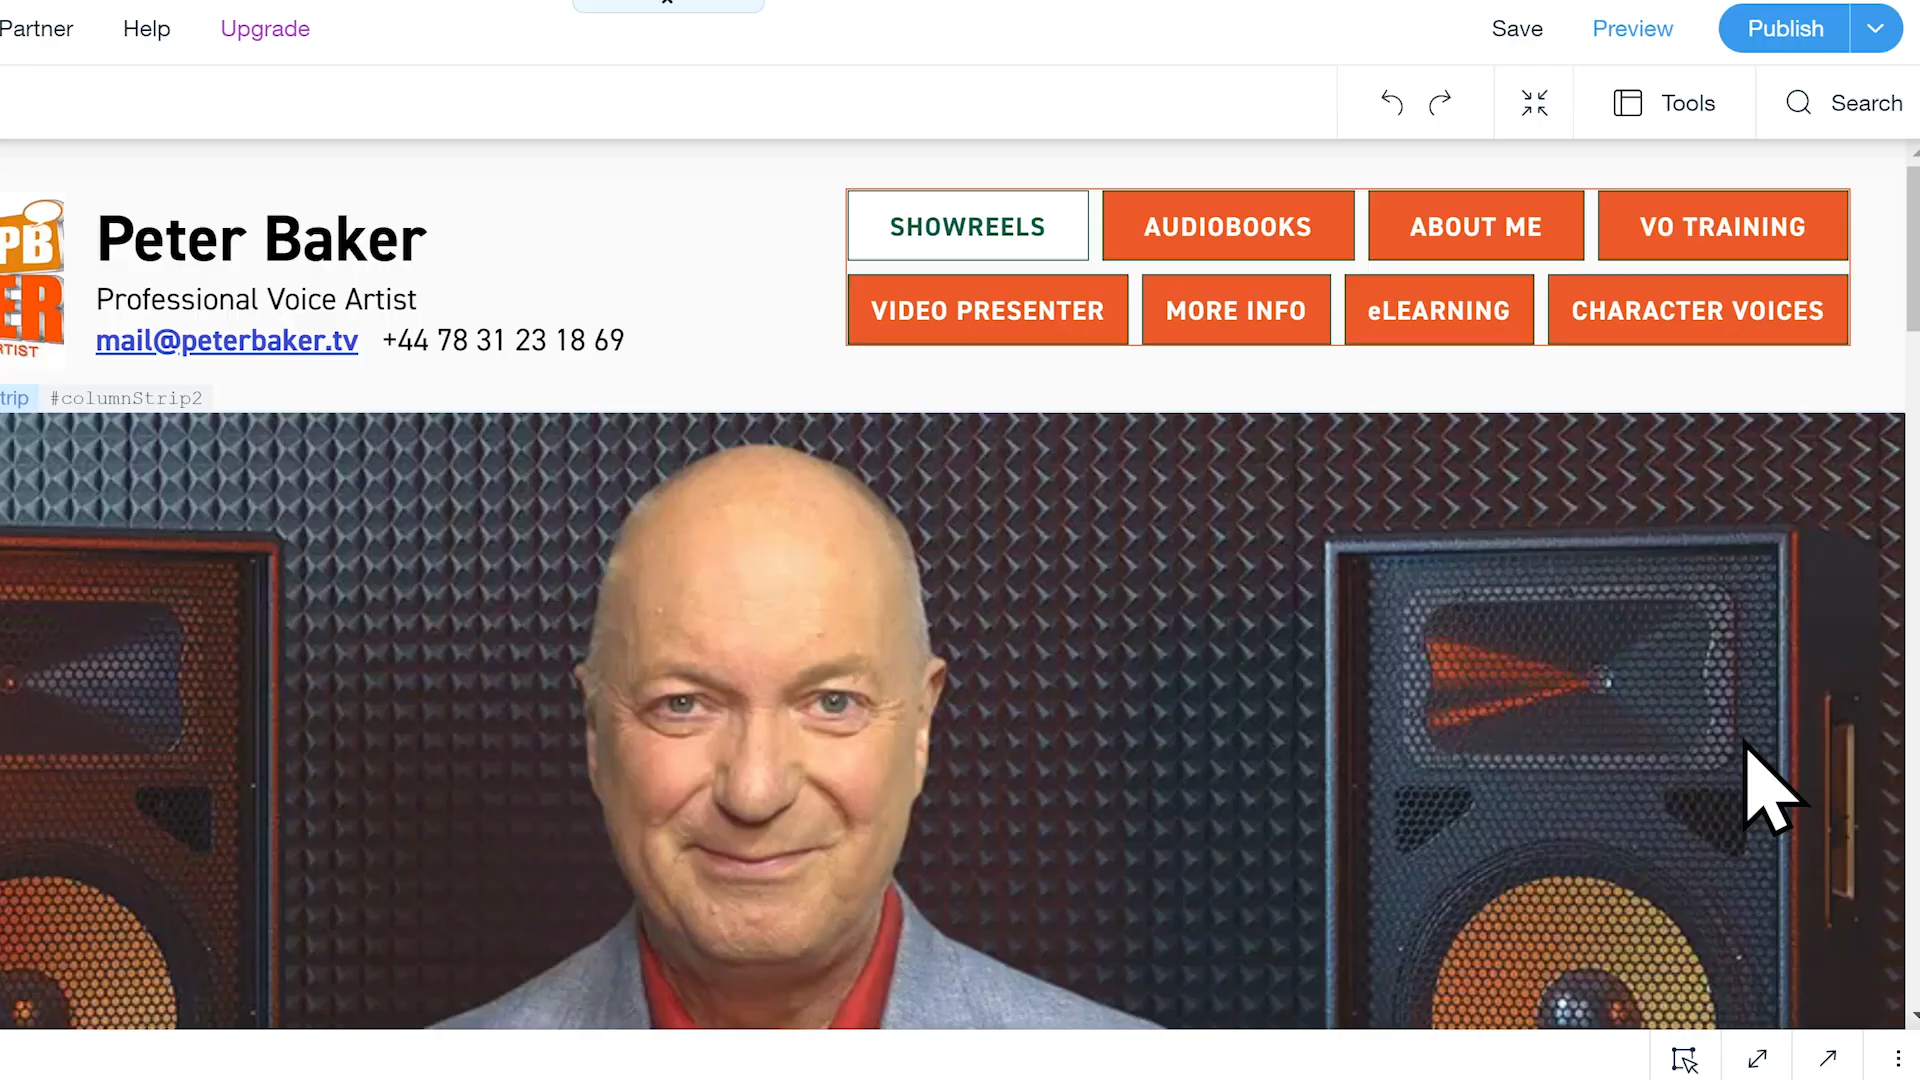 Partner Help Upgrade Save Preview Publish
Tools Search
PB
ER
RTIST
Peter Baker
Professional Voice Artist
mail@peterbaker.tv +44 78 31 23 18 69
SHOWREELS AUDIOBOOKS ABOUT ME VO TRAINING
VIDEO PRESENTER MORE INFO eLEARNING CHARACTER VOICES
trip #columnStrip2